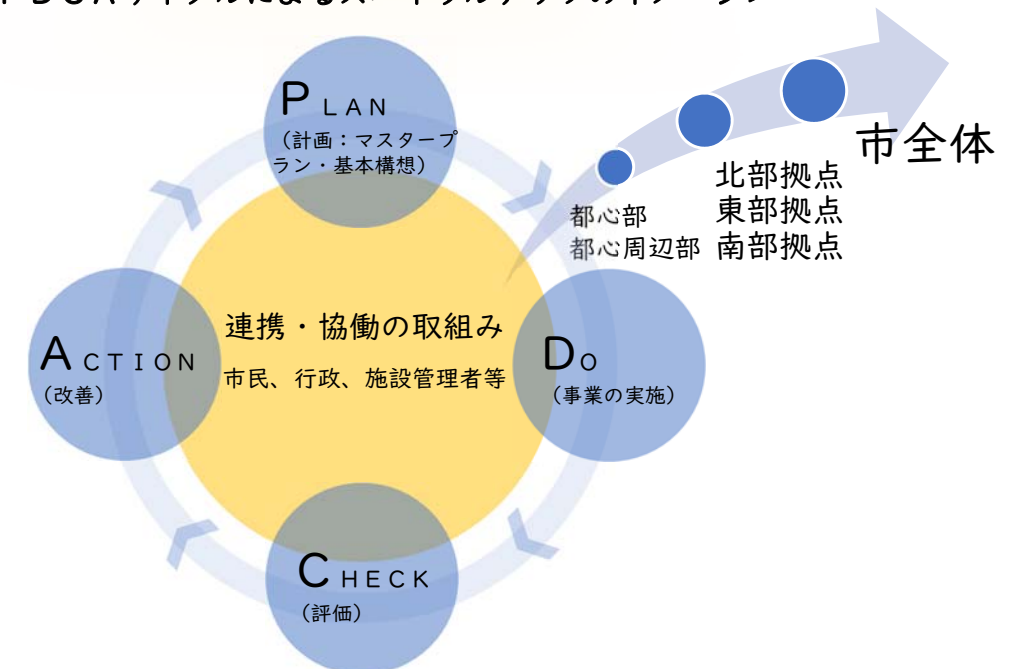 PLAN
（計画：マスタープ
ラン・基本構想）
市全体
北部拠点
東部拠点
南部拠点
都心部
都心周辺部
連携・協働の取組み
市民、行政、施設管理者等
ACTION
（改善）
DO
（事業の実施）
CHECK
（評価）